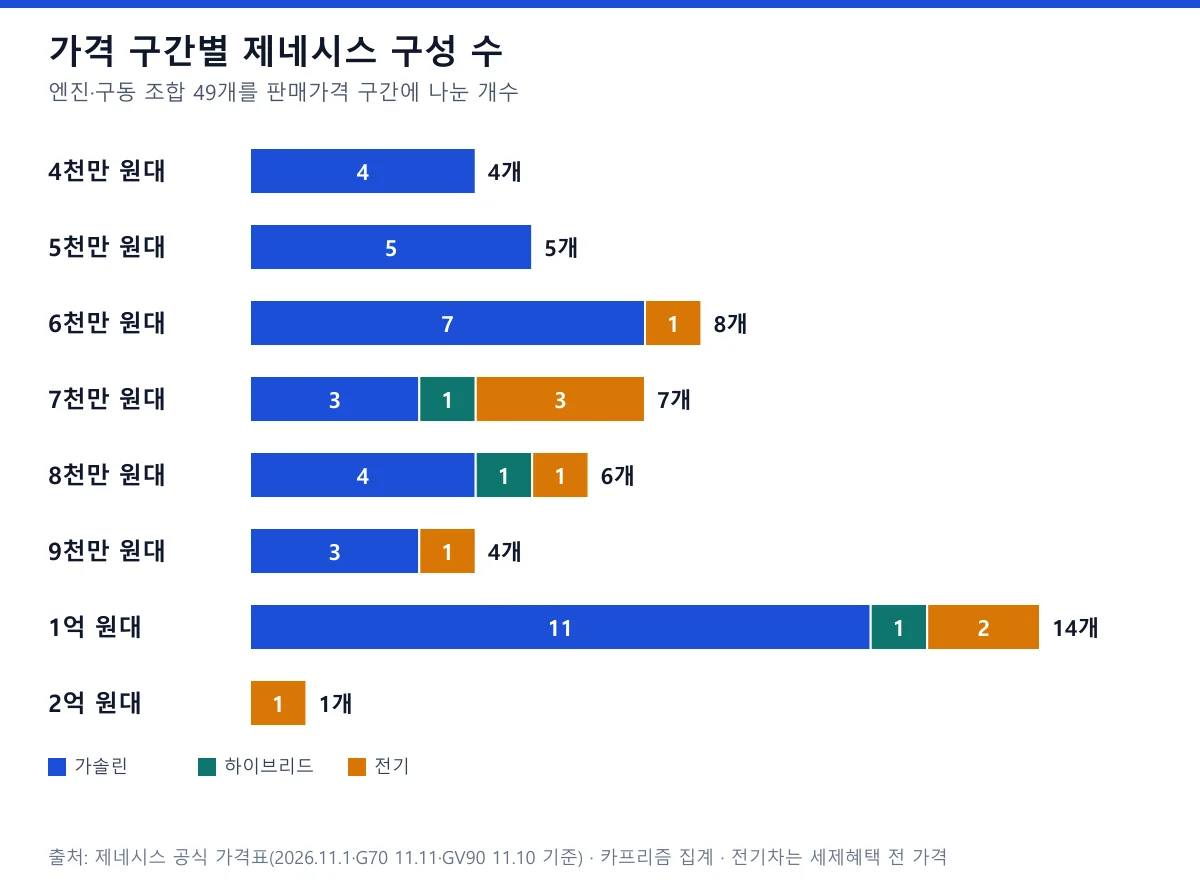 가격 구간별 제네시스 구성 수
엔진·구동 조합 49개를 판매가격 구간에 나눈 개수
4천만 원대 4 4개
5천만 원대 5 5개
6천만 원대 7 1 8개
7천만 원대 3 1 3 7개
8천만 원대 4 1 1 6개
9천만 원대 3 1 4개
1억 원대 11 1 2 14개
2억 원대 1 1개
가솔린 하이브리드 전기
출처: 제네시스 공식 가격표(2026.11.1·G70 11.11·GV90 11.10 기준) · 카프리즘 집계 · 전기차는 세제혜택 전 가격